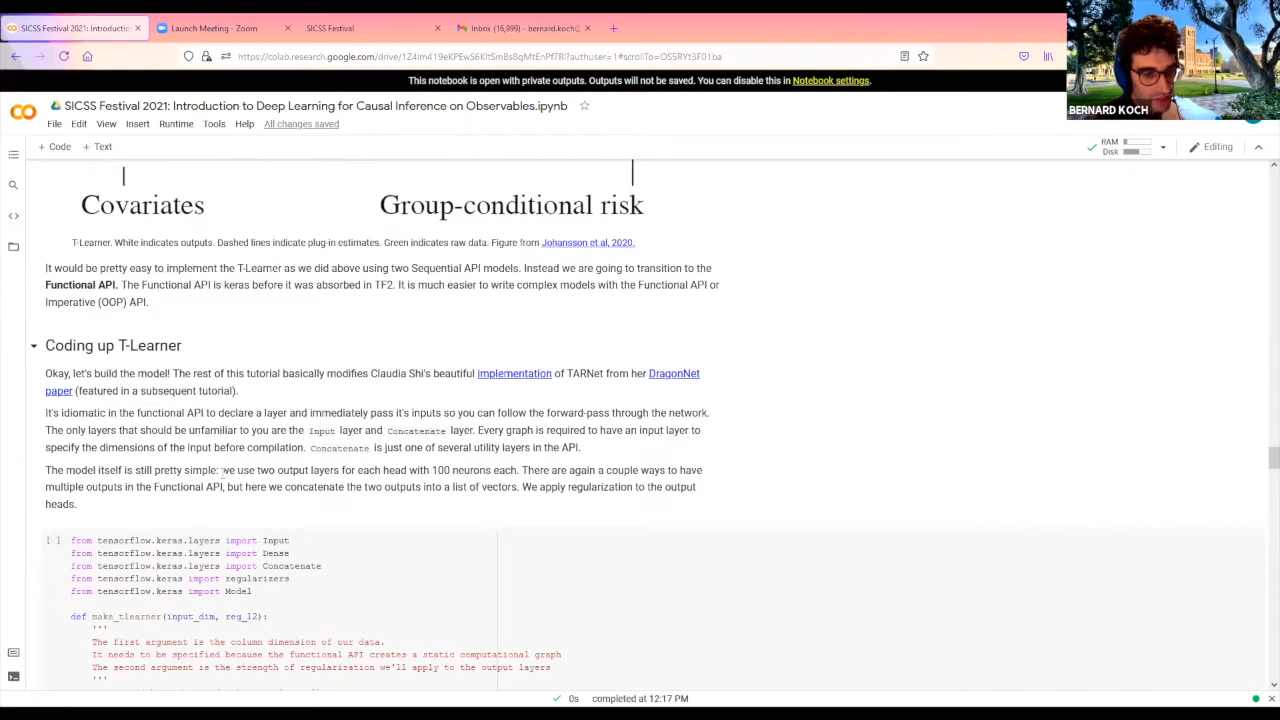 SICSS Festival 2021: Introductic
Launch Meeting - Zoom
SICSS Festival
Inbox (16,899) - bernard.koch@
https://colab.research.google.com/drive/1Z4lm419eKPEwS6KItSmBs8qMtEnPf7Rl?authuser=1#scrollTo=OS5RYt3F01ba
This notebook is open with private outputs. Outputs will not be saved. You can disable this in Notebook settings.
BERNARD KOCH
SICSS Festival 2021: Introduction to Deep Learning for Causal Inference on Observables.ipynb
File Edit View Insert Runtime Tools Help All changes saved
+ Code + Text
RAM
Disk
Editing
Covariates
Group-conditional risk
T-Learner. White indicates outputs. Dashed lines indicate plug-in estimates. Green indicates raw data. Figure from Johansson et al, 2020.
It would be pretty easy to implement the T-Learner as we did above using two Sequential API models. Instead we are going to transition to the
Functional API. The Functional API is keras before it was absorbed in TF2. It is much easier to write complex models with the Functional API or
Imperative (OOP) API.
Coding up T-Learner
Okay, let's build the model! The rest of this tutorial basically modifies Claudia Shi's beautiful implementation of TARNet from her DragonNet
paper (featured in a subsequent tutorial).
It's idiomatic in the functional API to declare a layer and immediately pass it's inputs so you can follow the forward-pass through the network.
The only layers that should be unfamiliar to you are the Input layer and Concatenate layer. Every graph is required to have an input layer to
specify the dimensions of the input before compilation. Concatenate is just one of several utility layers in the API.
The model itself is still pretty simple: we use two output layers for each head with 100 neurons each. There are again a couple ways to have
multiple outputs in the Functional API, but here we concatenate the two outputs into a list of vectors. We apply regularization to the output
heads.
[ ] from tensorflow.keras.layers import Input
from tensorflow.keras.layers import Dense
from tensorflow.keras.layers import Concatenate
from tensorflow.keras import regularizers
from tensorflow.keras import Model
def make_tlearner(input_dim, reg_l2):
'''
The first argument is the column dimension of our data.
It needs to be specified because the functional API creates a static computational graph
The second argument is the strength of regularization we'll apply to the output layers
'''
0s completed at 12:17 PM